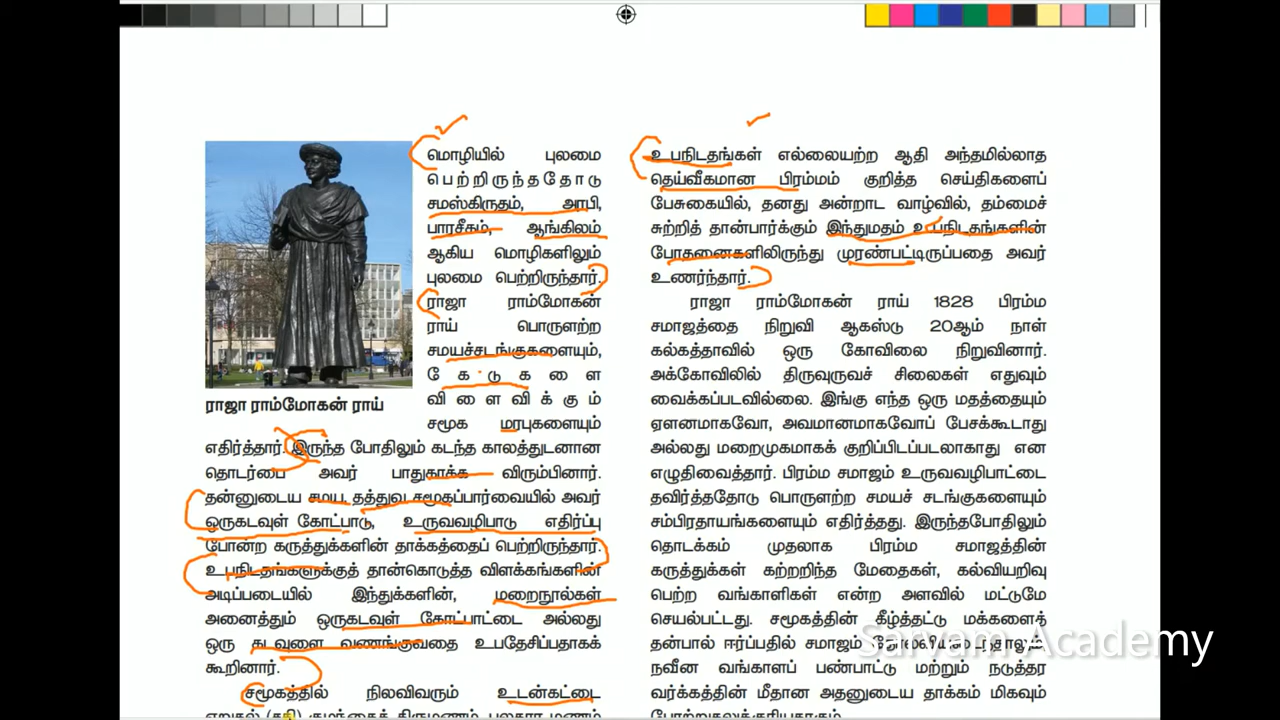 மொழியில் புலமை
பெற்றிருந்ததோடு
சமஸ்கிருதம், அரபி,
பாரசீகம், ஆங்கிலம்
ஆகிய மொழிகளிலும்
புலமை பெற்றிருந்தார்.
ராஜா ராம்மோகன்
ராய் பொருளற்ற
சமயச்சடங்குகளையும்,
கேடுகளை
விளைவிக்கும்
சமூக மரபுகளையும்
ராஜா ராம்மோகன் ராய்
எதிர்த்தார். இருந்த போதிலும் கடந்த காலத்துடனான
தொடர்பை அவர் பாதுகாக்க விரும்பினார்.
தன்னுடைய சமய, தத்துவ சமூகப்பார்வையில் அவர்
ஒருகடவுள் கோட்பாடு, உருவவழிபாடு எதிர்ப்பு
போன்ற கருத்துக்களின் தாக்கத்தைப் பெற்றிருந்தார்.
உபநிடதங்களுக்குத் தான்கொடுத்த விளக்கங்களின்
அடிப்படையில் இந்துக்களின், மறைநூல்கள்
அனைத்தும் ஒருகடவுள் கோட்பாட்டை அல்லது
ஒரு கடவுளை வணங்குவதை உபதேசிப்பதாகக்
கூறினார்.
சமூகத்தில் நிலவிவரும் உடன்கட்டை
ஏறுதல் (சதி) குழந்தைத் திருமணம், பலதார மணம்
உபநிடதங்கள் எல்லையற்ற ஆதி அந்தமில்லாத
தெய்வீகமான பிரம்மம் குறித்த செய்திகளைப்
பேசுகையில், தனது அன்றாட வாழ்வில், தம்மைச்
சுற்றித் தான்பார்க்கும் இந்துமதம் உபநிடதங்களின்
போதனைகளிலிருந்து முரண்பட்டிருப்பதை அவர்
உணர்ந்தார்.
ராஜா ராம்மோகன் ராய் 1828 பிரம்ம
சமாஜத்தை நிறுவி ஆகஸ்டு 20ஆம் நாள்
கல்கத்தாவில் ஒரு கோவிலை நிறுவினார்.
அக்கோவிலில் திருவுருவச் சிலைகள் எதுவும்
வைக்கப்படவில்லை. இங்கு எந்த ஒரு மதத்தையும்
ஏளனமாகவோ, அவமானமாகவோப் பேசக்கூடாது
அல்லது மறைமுகமாகக் குறிப்பிடப்படலாகாது என
எழுதிவைத்தார். பிரம்ம சமாஜம் உருவவழிபாட்டை
தவிர்த்ததோடு பொருளற்ற சமயச் சடங்குகளையும்
சம்பிரதாயங்களையும் எதிர்த்தது. இருந்தபோதிலும்
தொடக்கம் முதலாக பிரம்ம சமாஜத்தின்
கருத்துக்கள் கற்றறிந்த மேதைகள், கல்வியறிவு
பெற்ற வங்காளிகள் என்ற அளவில் மட்டுமே
செயல்பட்டது. சமூகத்தின் கீழ்த்தட்டு மக்களைத்
தன்பால் ஈர்ப்பதில் சமாஜம் தோல்வியடைந்தாலும்,
நவீன வங்காளப் பண்பாட்டு மற்றும் நடுத்தர
வர்க்கத்தின் மீதான அதனுடைய தாக்கம் மிகவும்
போற்றுதலுக்குரியதாகும்.
Sarvam Academy